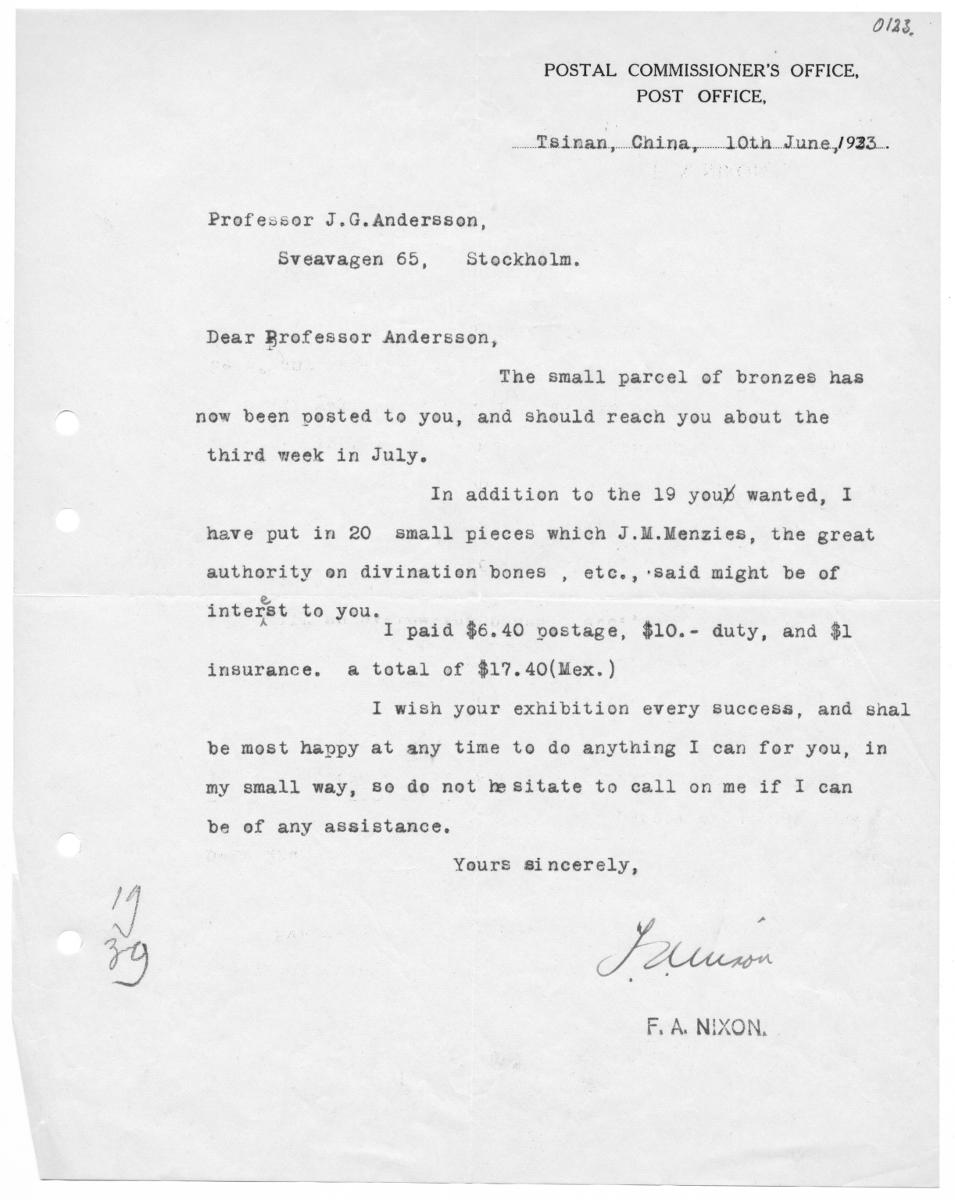 0123.
POSTAL COMMISSIONER'S OFFICE,
POST OFFICE,
Tsinan, China, 10th June, 1933.
Professor J.G.Andersson,
Sveavagen 65, Stockholm.
Dear Professor Andersson,
The small parcel of bronzes has
now been posted to you, and should reach you about the
third week in July.
In addition to the 19 you wanted, I
have put in 20 small pieces which J.M.Menzies, the great
authority on divination bones , etc., said might be of
interest to you.
I paid $6.40 postage, $10.- duty, and $1
insurance. a total of $17.40(Mex.)
I wish your exhibition every success, and shal
be most happy at any time to do anything I can for you, in
my small way, so do not hesitate to call on me if I can
be of any assistance.
Yours sincerely,
19
39
F. A. Nixon
F. A. NIXON.